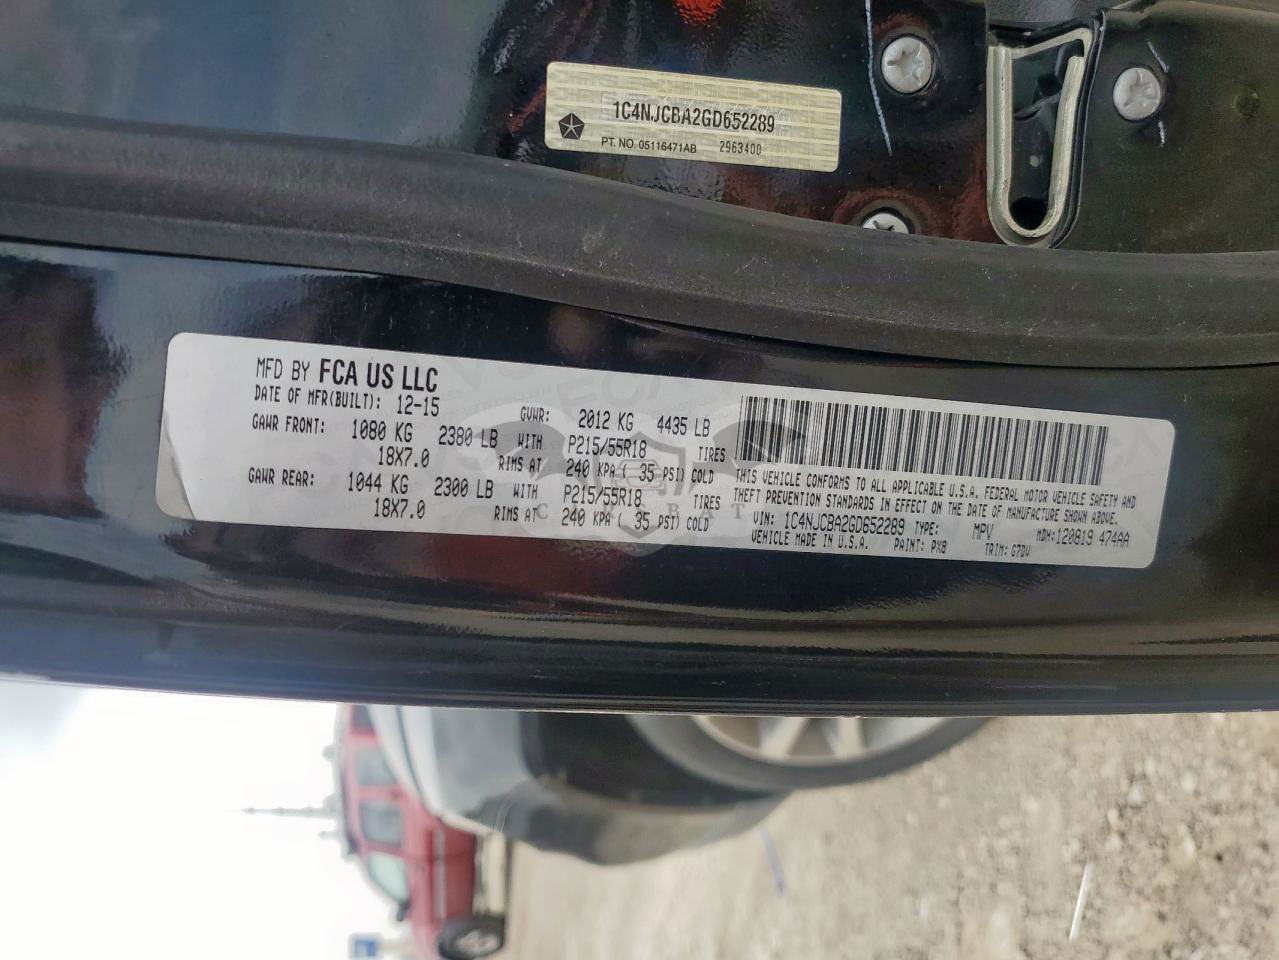 1C4NJCBA2GD652289
PT. NO 05116471AB 2963400
MFD BY FCA US LLC
DATE OF MFR(BUILT): 12-15 GVWR: 2012 KG 4435 LB
GAWR FRONT: 1080 KG 2380 LB WITH P215/55R18 TIRES
18X7.0 RIMS AT 240 KPA ( 35 PSI) COLD
GAWR REAR: 1044 KG 2300 LB WITH P215/55R18 TIRES
18X7.0 RIMS AT 240 KPA ( 35 PSI) COLD
THIS VEHICLE CONFORMS TO ALL APPLICABLE U.S.A. FEDERAL MOTOR VEHICLE SAFETY AND
THEFT PREVENTION STANDARDS IN EFFECT ON THE DATE OF MANUFACTURE SHOWN ABOVE.
VIN: 1C4NJCBA2GD652289 TYPE: MPV MDH:120819 474AA
VEHICLE MADE IN U.S.A. PAINT: PX8 TRIM: G7DV
CARSBAT